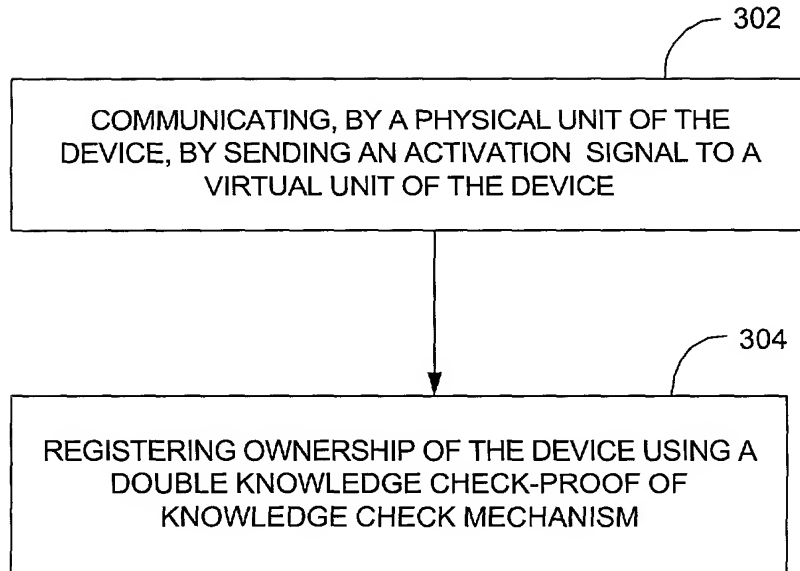 302
COMMUNICATING, BY A PHYSICAL UNIT OF THE
DEVICE, BY SENDING AN ACTIVATION SIGNAL TO A
VIRTUAL UNIT OF THE DEVICE
304
REGISTERING OWNERSHIP OF THE DEVICE USING A
DOUBLE KNOWLEDGE CHECK-PROOF OF
KNOWLEDGE CHECK MECHANISM